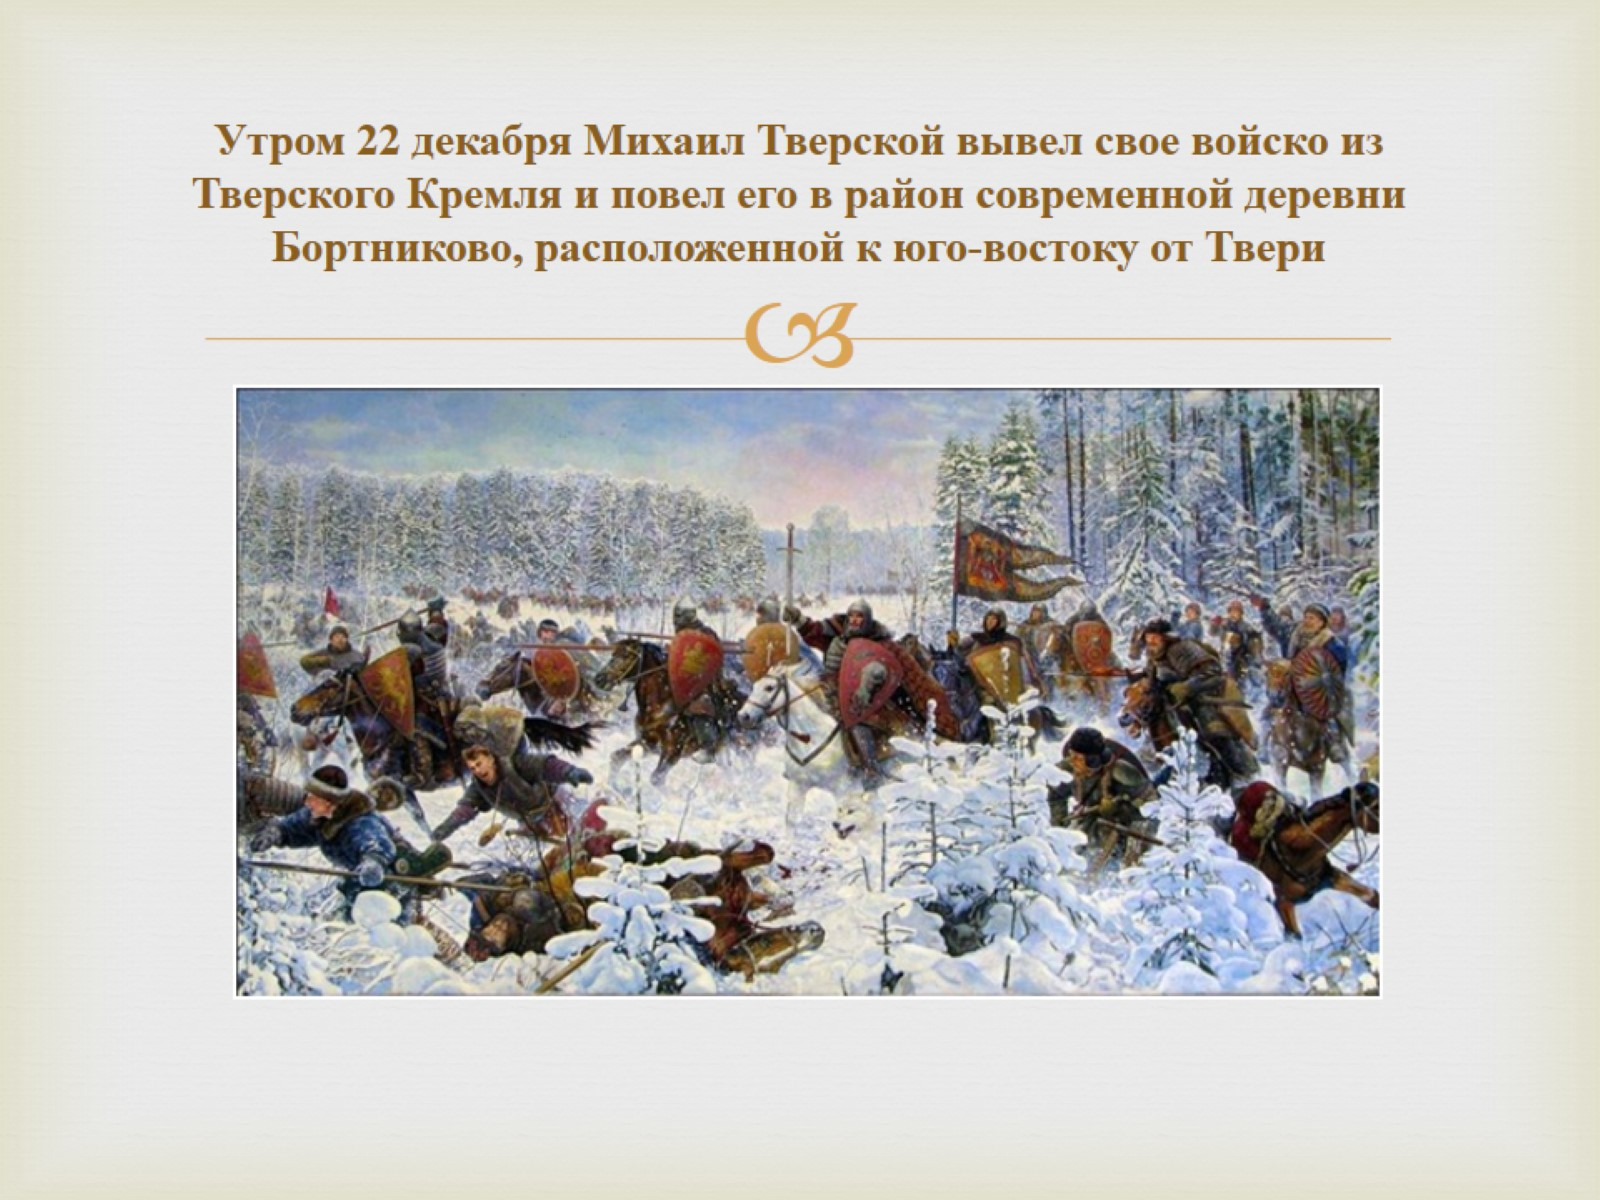 Утром 22 декабря Михаил Тверской вывел свое войско из
Тверского Кремля и повел его в район современной деревни
Бортниково, расположенной к юго-востоку от Твери